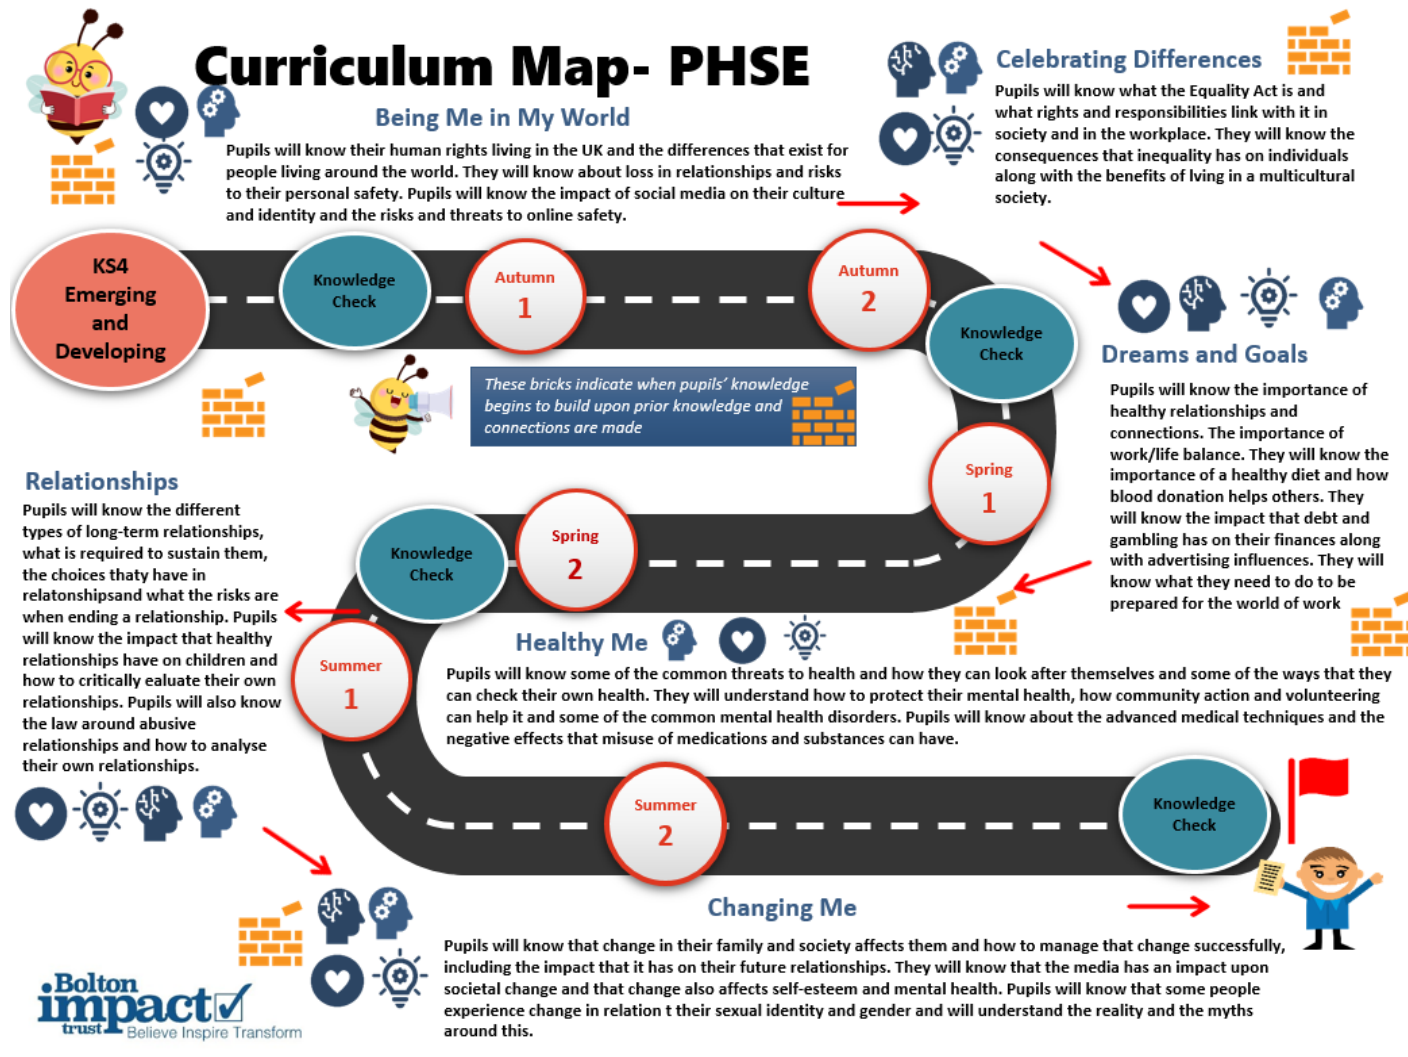 Curriculum Map- PHSE
Being Me in My World
Pupils will know their human rights living in the UK and the differences that exist for
people living around the world. They will know about loss in relationships and risks
to their personal safety. Pupils will know the impact of social media on their culture
and identity and the risks and threats to online safety.
Celebrating Differences
Pupils will know what the Equality Act is and
what rights and responsibilities link with it in
society and in the workplace. They will know the
consequences that inequality has on individuals
along with the benefits of lving in a multicultural
society.
KS4
Emerging
and
Developing
Knowledge
Check
Autumn
1
Autumn
2
Knowledge
Check
Dreams and Goals
Pupils will know the importance of
healthy relationships and
connections. The importance of
work/life balance. They will know the
importance of a healthy diet and how
blood donation helps others. They
will know the impact that debt and
gambling has on their finances along
with advertising influences. They will
know what they need to do to be
prepared for the world of work
These bricks indicate when pupils' knowledge
begins to build upon prior knowledge and
connections are made
Spring
1
Spring
2
Knowledge
Check
Relationships
Pupils will know the different
types of long-term relationships,
what is required to sustain them,
the choices thaty have in
relatonshipsand what the risks are
when ending a relationship. Pupils
will know the impact that healthy
relationships have on children and
how to critically ealuate their own
relationships. Pupils will also know
the law around abusive
relationships and how to analyse
their own relationships.
Summer
1
Healthy Me
Pupils will know some of the common threats to health and how they can look after themselves and some of the ways that they
can check their own health. They will understand how to protect their mental health, how community action and volunteering
can help it and some of the common mental health disorders. Pupils will know about the advanced medical techniques and the
negative effects that misuse of medications and substances can have.
Summer
2
Knowledge
Check
Changing Me
Pupils will know that change in their family and society affects them and how to manage that change successfully,
including the impact that it has on their future relationships. They will know that the media has an impact upon
societal change and that change also affects self-esteem and mental health. Pupils will know that some people
experience change in relation t their sexual identity and gender and will understand the reality and the myths
around this.
Bolton
impact
trust
Believe Inspire Transform